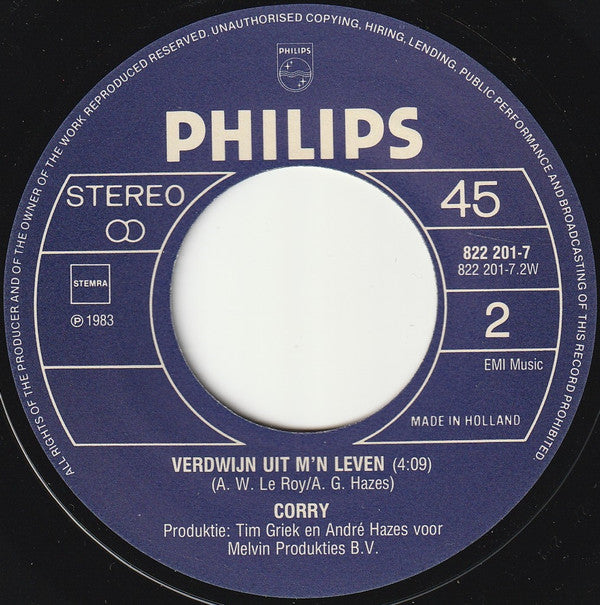 ALL RIGHTS OF THE PRODUCER AND OF THE OWNER OF THE WORK REPRODUCED RESERVED. UNAUTHORISED COPYING, HIRING, LENDING, PUBLIC PERFORMANCE AND BROADCASTING OF THIS RECORD PROHIBITED
PHILIPS
PHILIPS
STEREO
45
822 201-7
822 201-7.2W
STEMRA
℗ 1983
2
EMI Music
MADE IN HOLLAND
VERDWIJN UIT M'N LEVEN (4:09)
(A. W. Le Roy/A. G. Hazes)
CORRY
Produktie: Tim Griek en André Hazes voor
Melvin Produkties B.V.